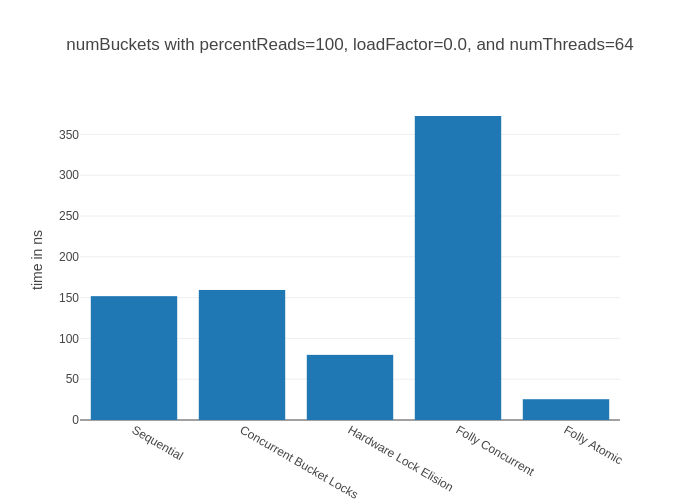 numBuckets with percentReads=100, loadFactor=0.0, and numThreads=64
time in ns
350
300
250
200
150
100
50
0
Sequential
Concurrent Bucket Locks
Hardware Lock Elision
Folly Concurrent
Folly Atomic